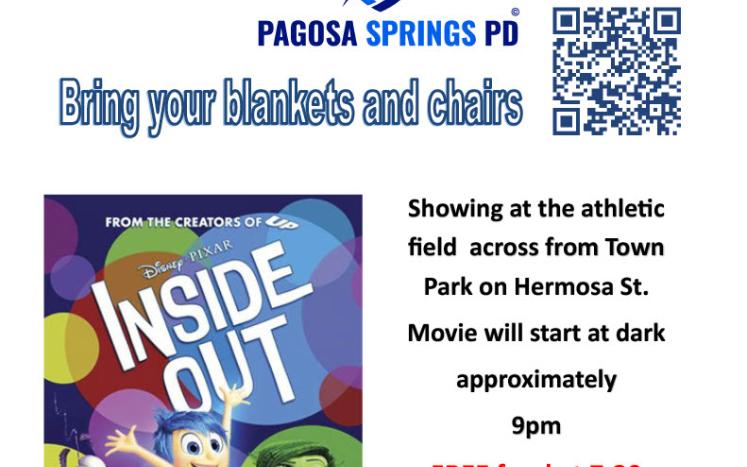 ©
PAGOSA SPRINGS PD
Bring your blankets and chairs
FROM THE CREATORS OF UP
Disney · PIXAR
INSIDE
OUT
Showing at the athletic
field across from Town
Park on Hermosa St.
Movie will start at dark
approximately
9pm